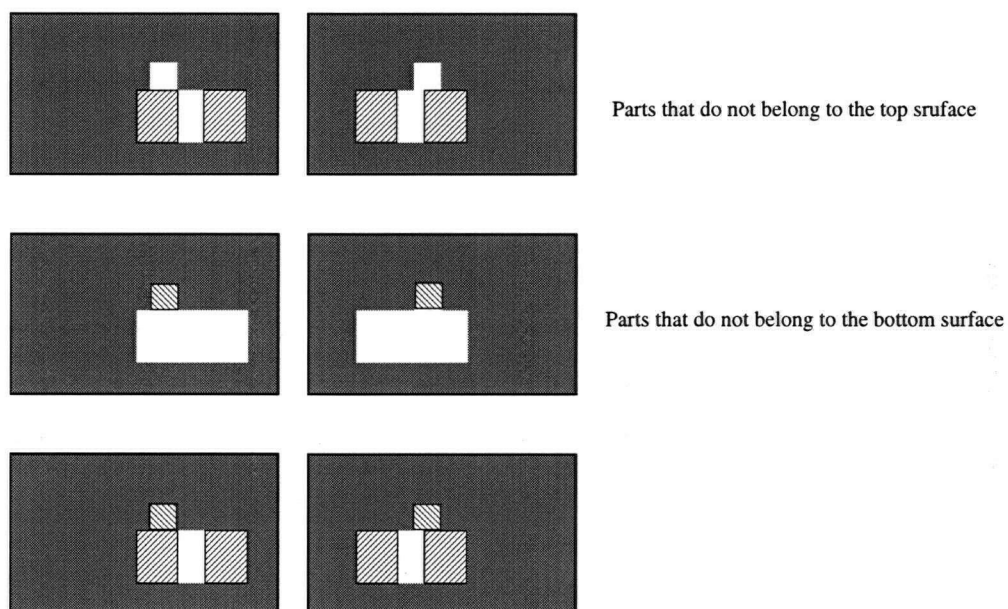 Parts that do not belong to the top sruface
Parts that do not belong to the bottom surface